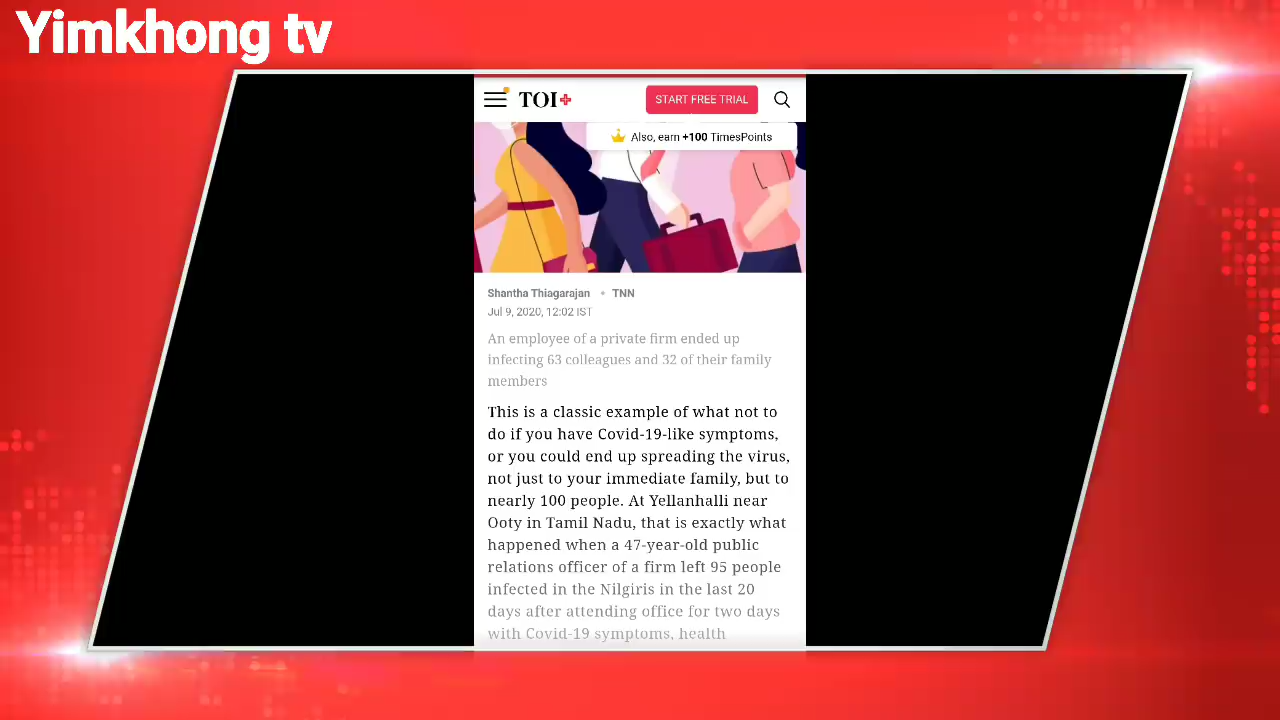 Yimkhong tv
TOI+
START FREE TRIAL
Also, earn +100 TimesPoints
Shantha Thiagarajan • TNN
Jul 9, 2020, 12:02 IST
An employee of a private firm ended up
infecting 63 colleagues and 32 of their family
members
This is a classic example of what not to
do if you have Covid-19-like symptoms,
or you could end up spreading the virus,
not just to your immediate family, but to
nearly 100 people. At Yellanhalli near
Ooty in Tamil Nadu, that is exactly what
happened when a 47-year-old public
relations officer of a firm left 95 people
infected in the Nilgiris in the last 20
days after attending office for two days
with Covid-19 symptoms, health